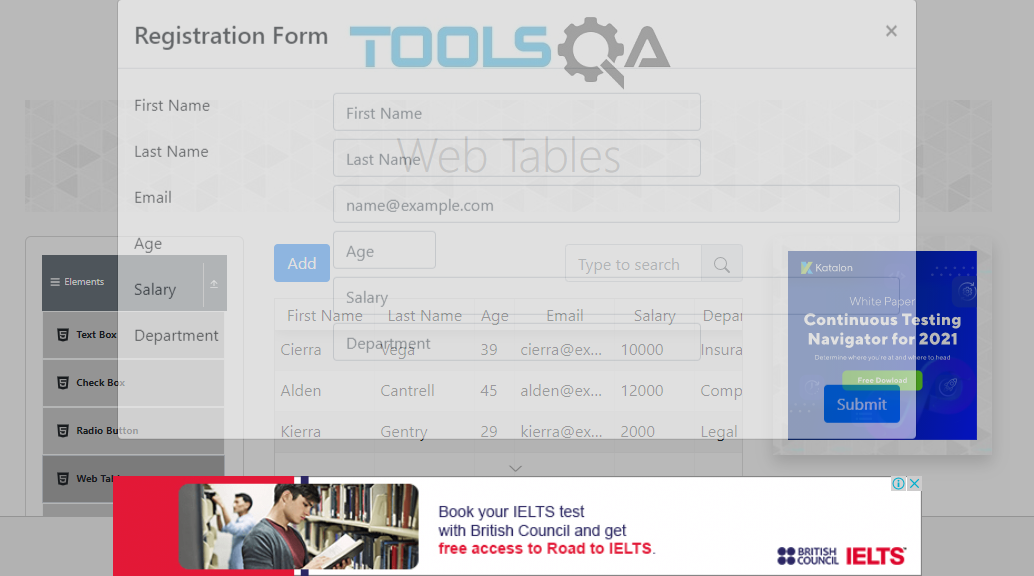 Registration Form
×
TOOLSQA
First Name
First Name
Web Tables
Last Name
Last Name
Email
name@example.com
Age
Age
Add
Type to search
Salary
Salary
Department
Department
Elements
Text Box
Check Box
Radio Button
Web Tab
First Name Last Name Age Email Salary Depar
Cierra Vega 39 cierra@ex... 10000 Insura
Alden Cantrell 45 alden@ex... 12000 Comp
Kierra Gentry 29 kierra@ex... 2000 Legal
Katalon
White Paper
Continuous Testing
Navigator for 2021
Determine where you're at and where to head
Free Dowload
Submit
Book your IELTS test
with British Council and get
free access to Road to IELTS.
BRITISH
COUNCIL
IELTS